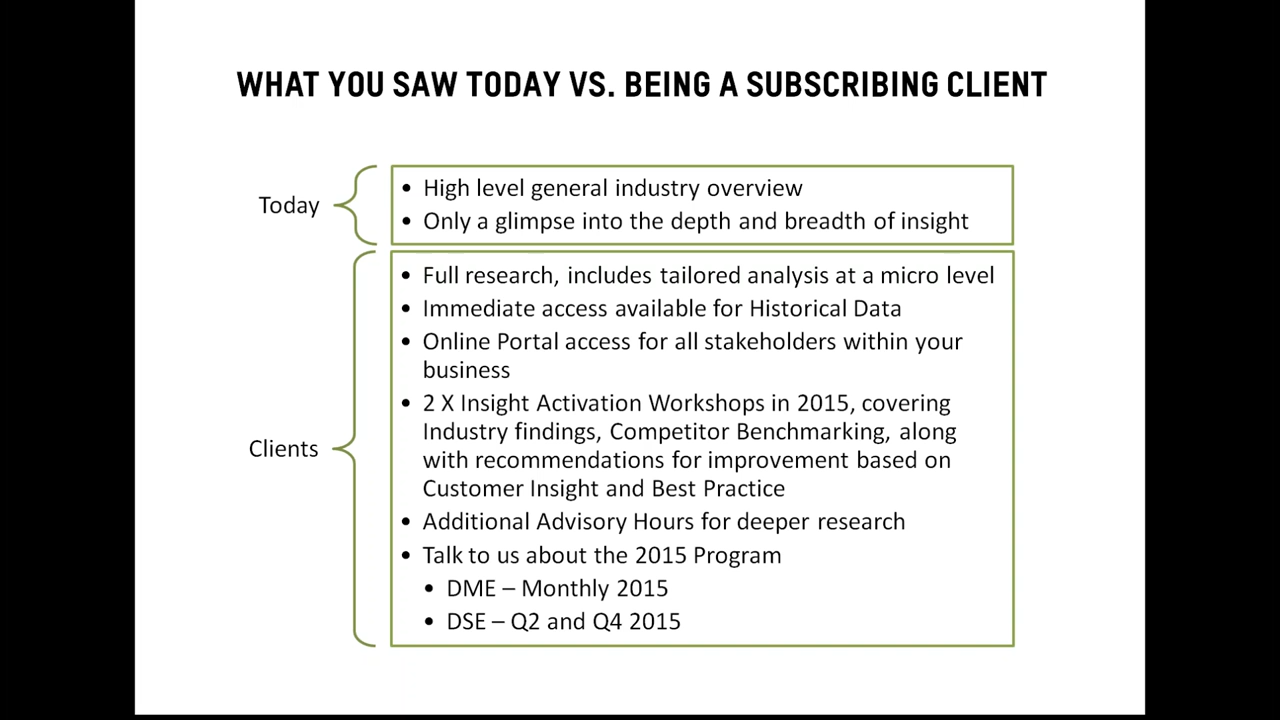 WHAT YOU SAW TODAY VS. BEING A SUBSCRIBING CLIENT
Today
• High level general industry overview
• Only a glimpse into the depth and breadth of insight
Clients
• Full research, includes tailored analysis at a micro level
• Immediate access available for Historical Data
• Online Portal access for all stakeholders within your
business
• 2 X Insight Activation Workshops in 2015, covering
Industry findings, Competitor Benchmarking, along
with recommendations for improvement based on
Customer Insight and Best Practice
• Additional Advisory Hours for deeper research
• Talk to us about the 2015 Program
• DME – Monthly 2015
• DSE – Q2 and Q4 2015